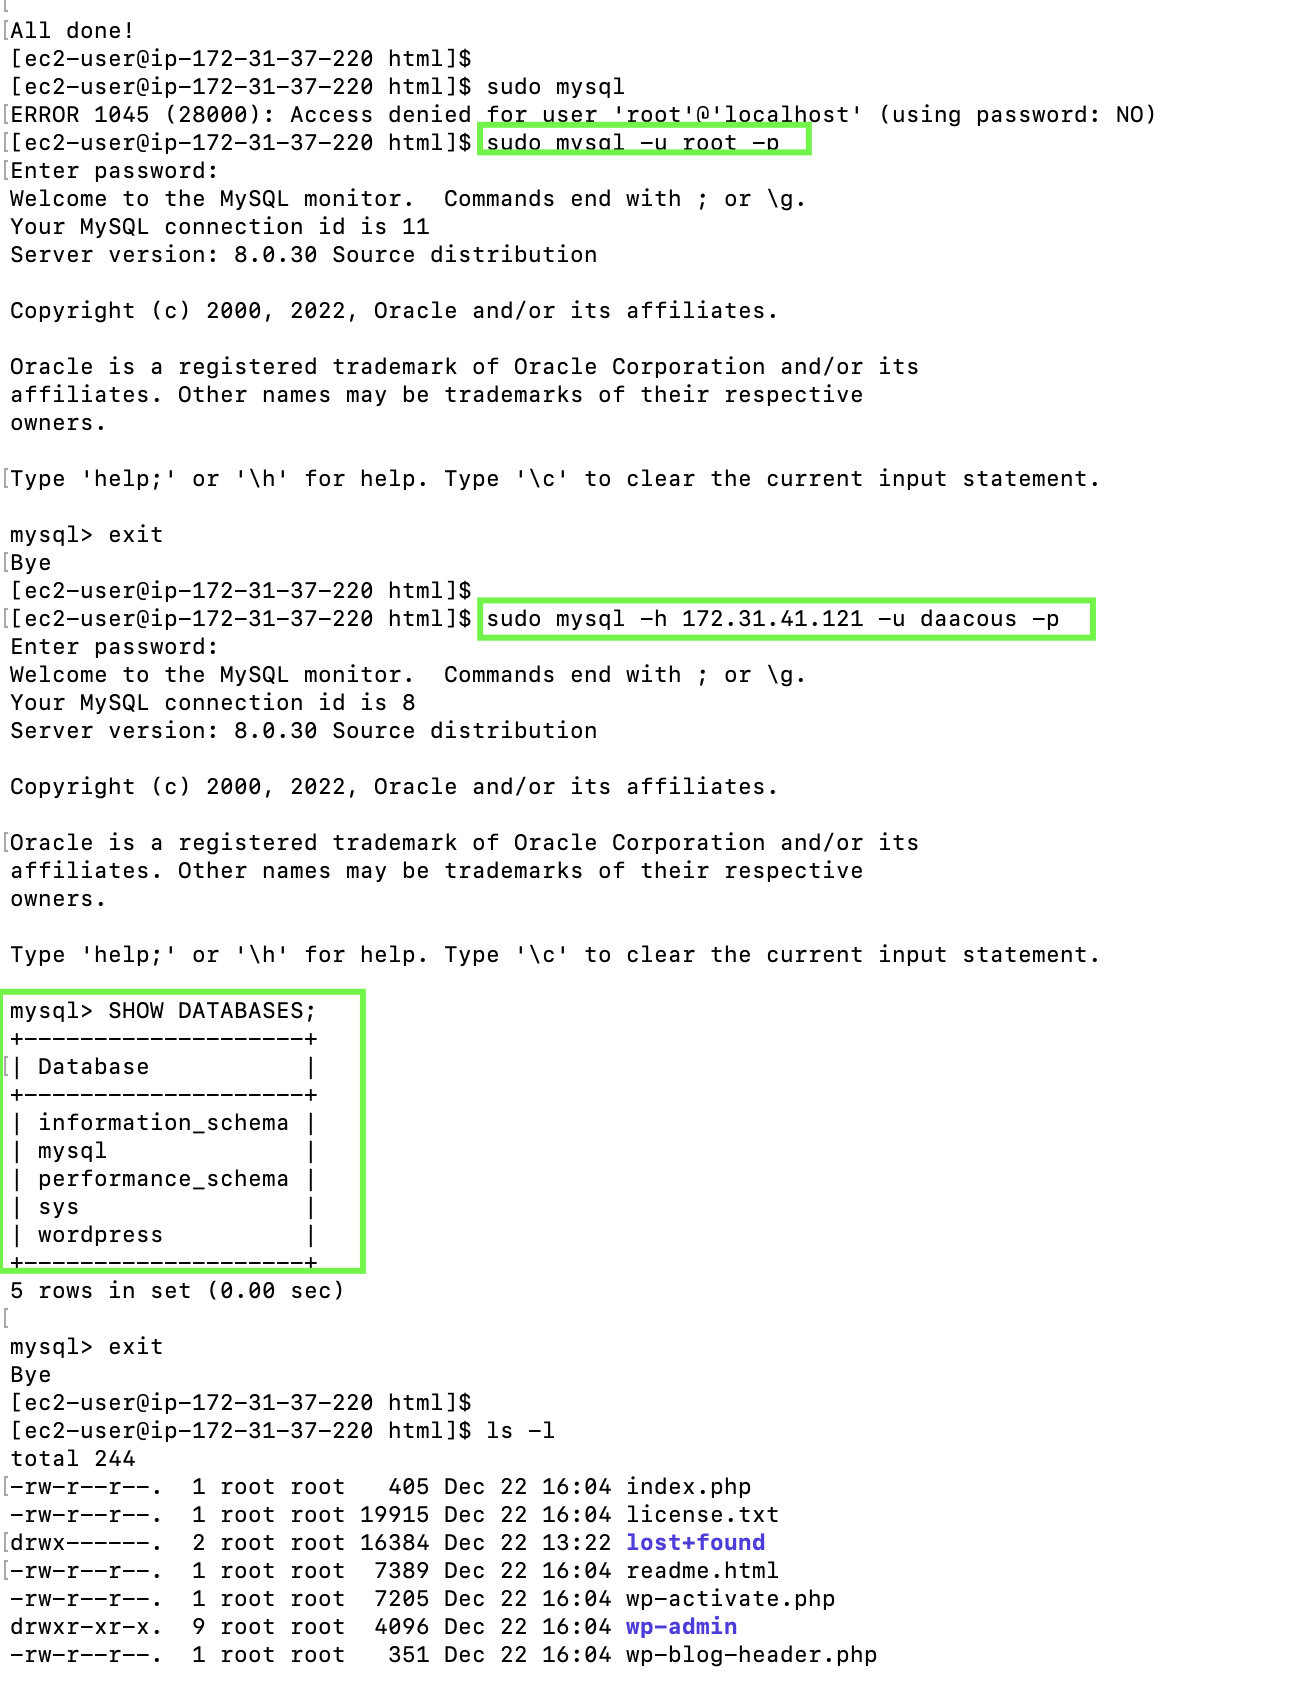 All done!
[ec2-user@ip-172-31-37-220 html]$
[ec2-user@ip-172-31-37-220 html]$ sudo mysql
ERROR 1045 (28000): Access denied for user 'root'@'localhost' (using password: NO)
[ec2-user@ip-172-31-37-220 html]$ sudo mysql -u root -p
Enter password:
Welcome to the MySQL monitor.  Commands end with ; or \g.
Your MySQL connection id is 11
Server version: 8.0.30 Source distribution

Copyright (c) 2000, 2022, Oracle and/or its affiliates.

Oracle is a registered trademark of Oracle Corporation and/or its
affiliates. Other names may be trademarks of their respective
owners.

Type 'help;' or '\h' for help. Type '\c' to clear the current input statement.

mysql> exit
Bye
[ec2-user@ip-172-31-37-220 html]$
[ec2-user@ip-172-31-37-220 html]$ sudo mysql -h 172.31.41.121 -u daacous -p
Enter password:
Welcome to the MySQL monitor.  Commands end with ; or \g.
Your MySQL connection id is 8
Server version: 8.0.30 Source distribution

Copyright (c) 2000, 2022, Oracle and/or its affiliates.

Oracle is a registered trademark of Oracle Corporation and/or its
affiliates. Other names may be trademarks of their respective
owners.

Type 'help;' or '\h' for help. Type '\c' to clear the current input statement.

mysql> SHOW DATABASES;
+--------------------+
| Database           |
+--------------------+
| information_schema |
| mysql              |
| performance_schema |
| sys                |
| wordpress          |
+--------------------+
5 rows in set (0.00 sec)

mysql> exit
Bye
[ec2-user@ip-172-31-37-220 html]$
[ec2-user@ip-172-31-37-220 html]$ ls -l
total 244
-rw-r--r--.  1 root root   405 Dec 22 16:04 index.php
-rw-r--r--.  1 root root 19915 Dec 22 16:04 license.txt
drwx------.  2 root root 16384 Dec 22 13:22 lost+found
-rw-r--r--.  1 root root  7389 Dec 22 16:04 readme.html
-rw-r--r--.  1 root root  7205 Dec 22 16:04 wp-activate.php
drwxr-xr-x.  9 root root  4096 Dec 22 16:04 wp-admin
-rw-r--r--.  1 root root   351 Dec 22 16:04 wp-blog-header.php